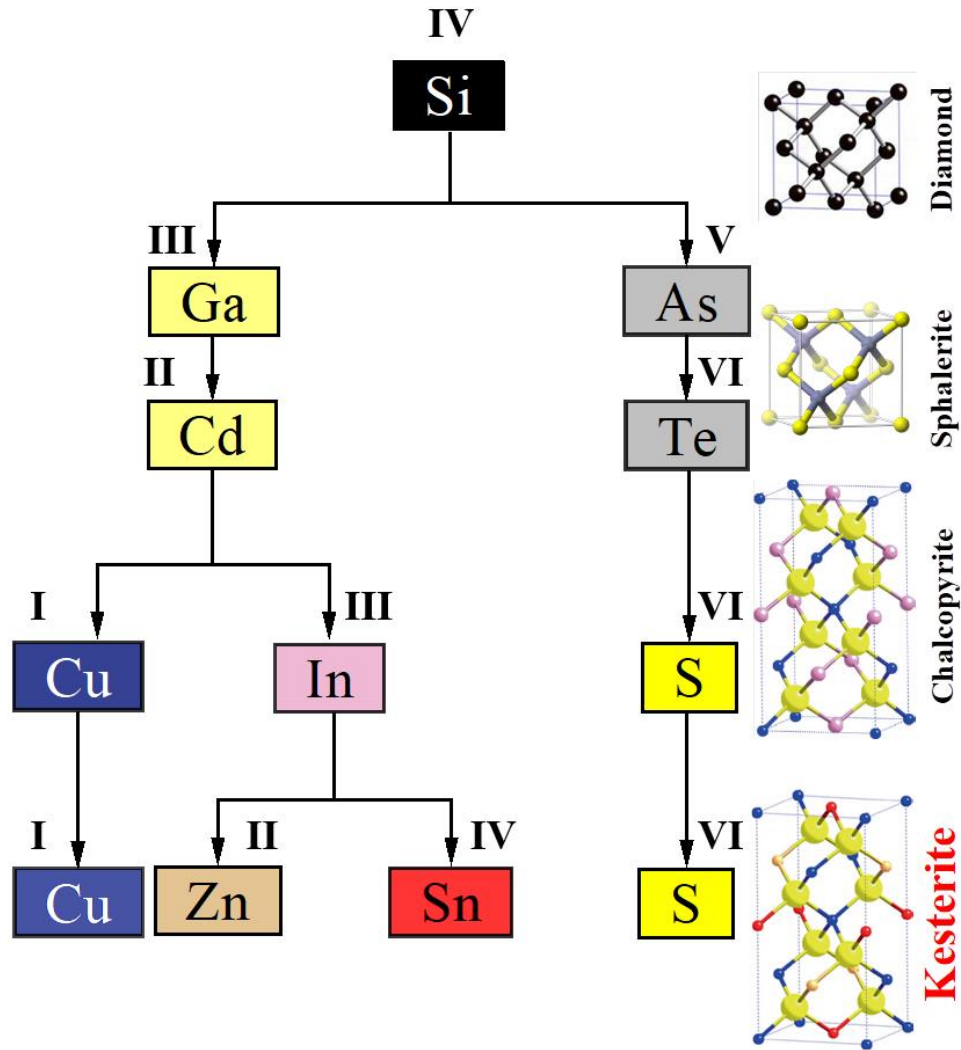 IV
Si
Diamond
III V
Ga As
II VI
Cd Te
Sphalerite
I III VI
Cu In S
Chalcopyrite
I II IV VI
Cu Zn Sn S
Kesterite